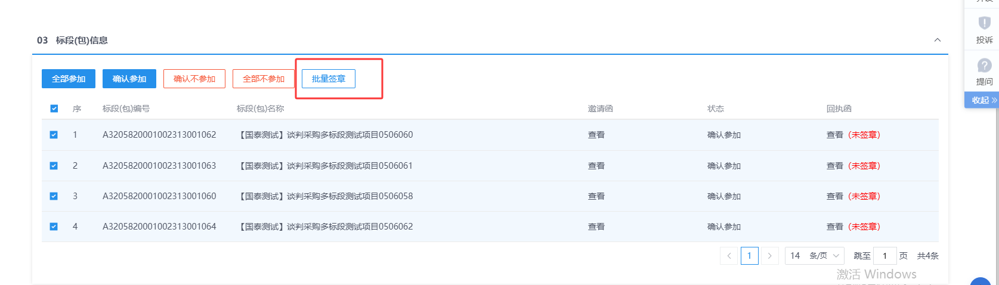 投诉
提问
收起 »
03 标段(包)信息
全部参加 确认参加 确认不参加 全部不参加 批量签章
序 标段(包)编号 标段(包)名称 邀请函 状态 回执函
1 A3205820001002313001062 【国泰测试】谈判采购多标段测试项目0506060 查看 确认参加 查看（未签章）
2 A3205820001002313001063 【国泰测试】谈判采购多标段测试项目0506061 查看 确认参加 查看（未签章）
3 A3205820001002313001060 【国泰测试】谈判采购多标段测试项目0506058 查看 确认参加 查看（未签章）
4 A3205820001002313001064 【国泰测试】谈判采购多标段测试项目0506062 查看 确认参加 查看（未签章）
1 14 条/页 跳至 1 页 共4条
激活 Windows